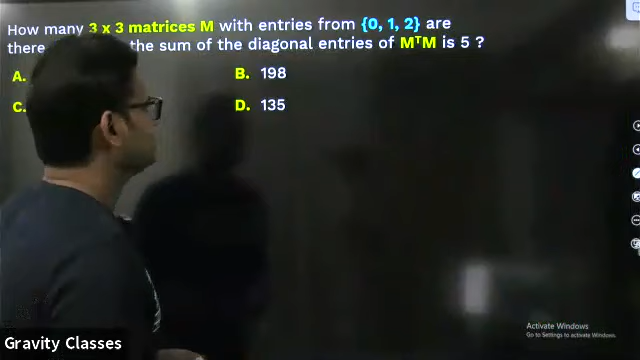 How many 3 x 3 matrices M with entries from {0, 1, 2} are
there the sum of the diagonal entries of MᵀM is 5 ?
A. B. 198
C. D. 135
Activate Windows
Go to Settings to activate Windows.
Gravity Classes